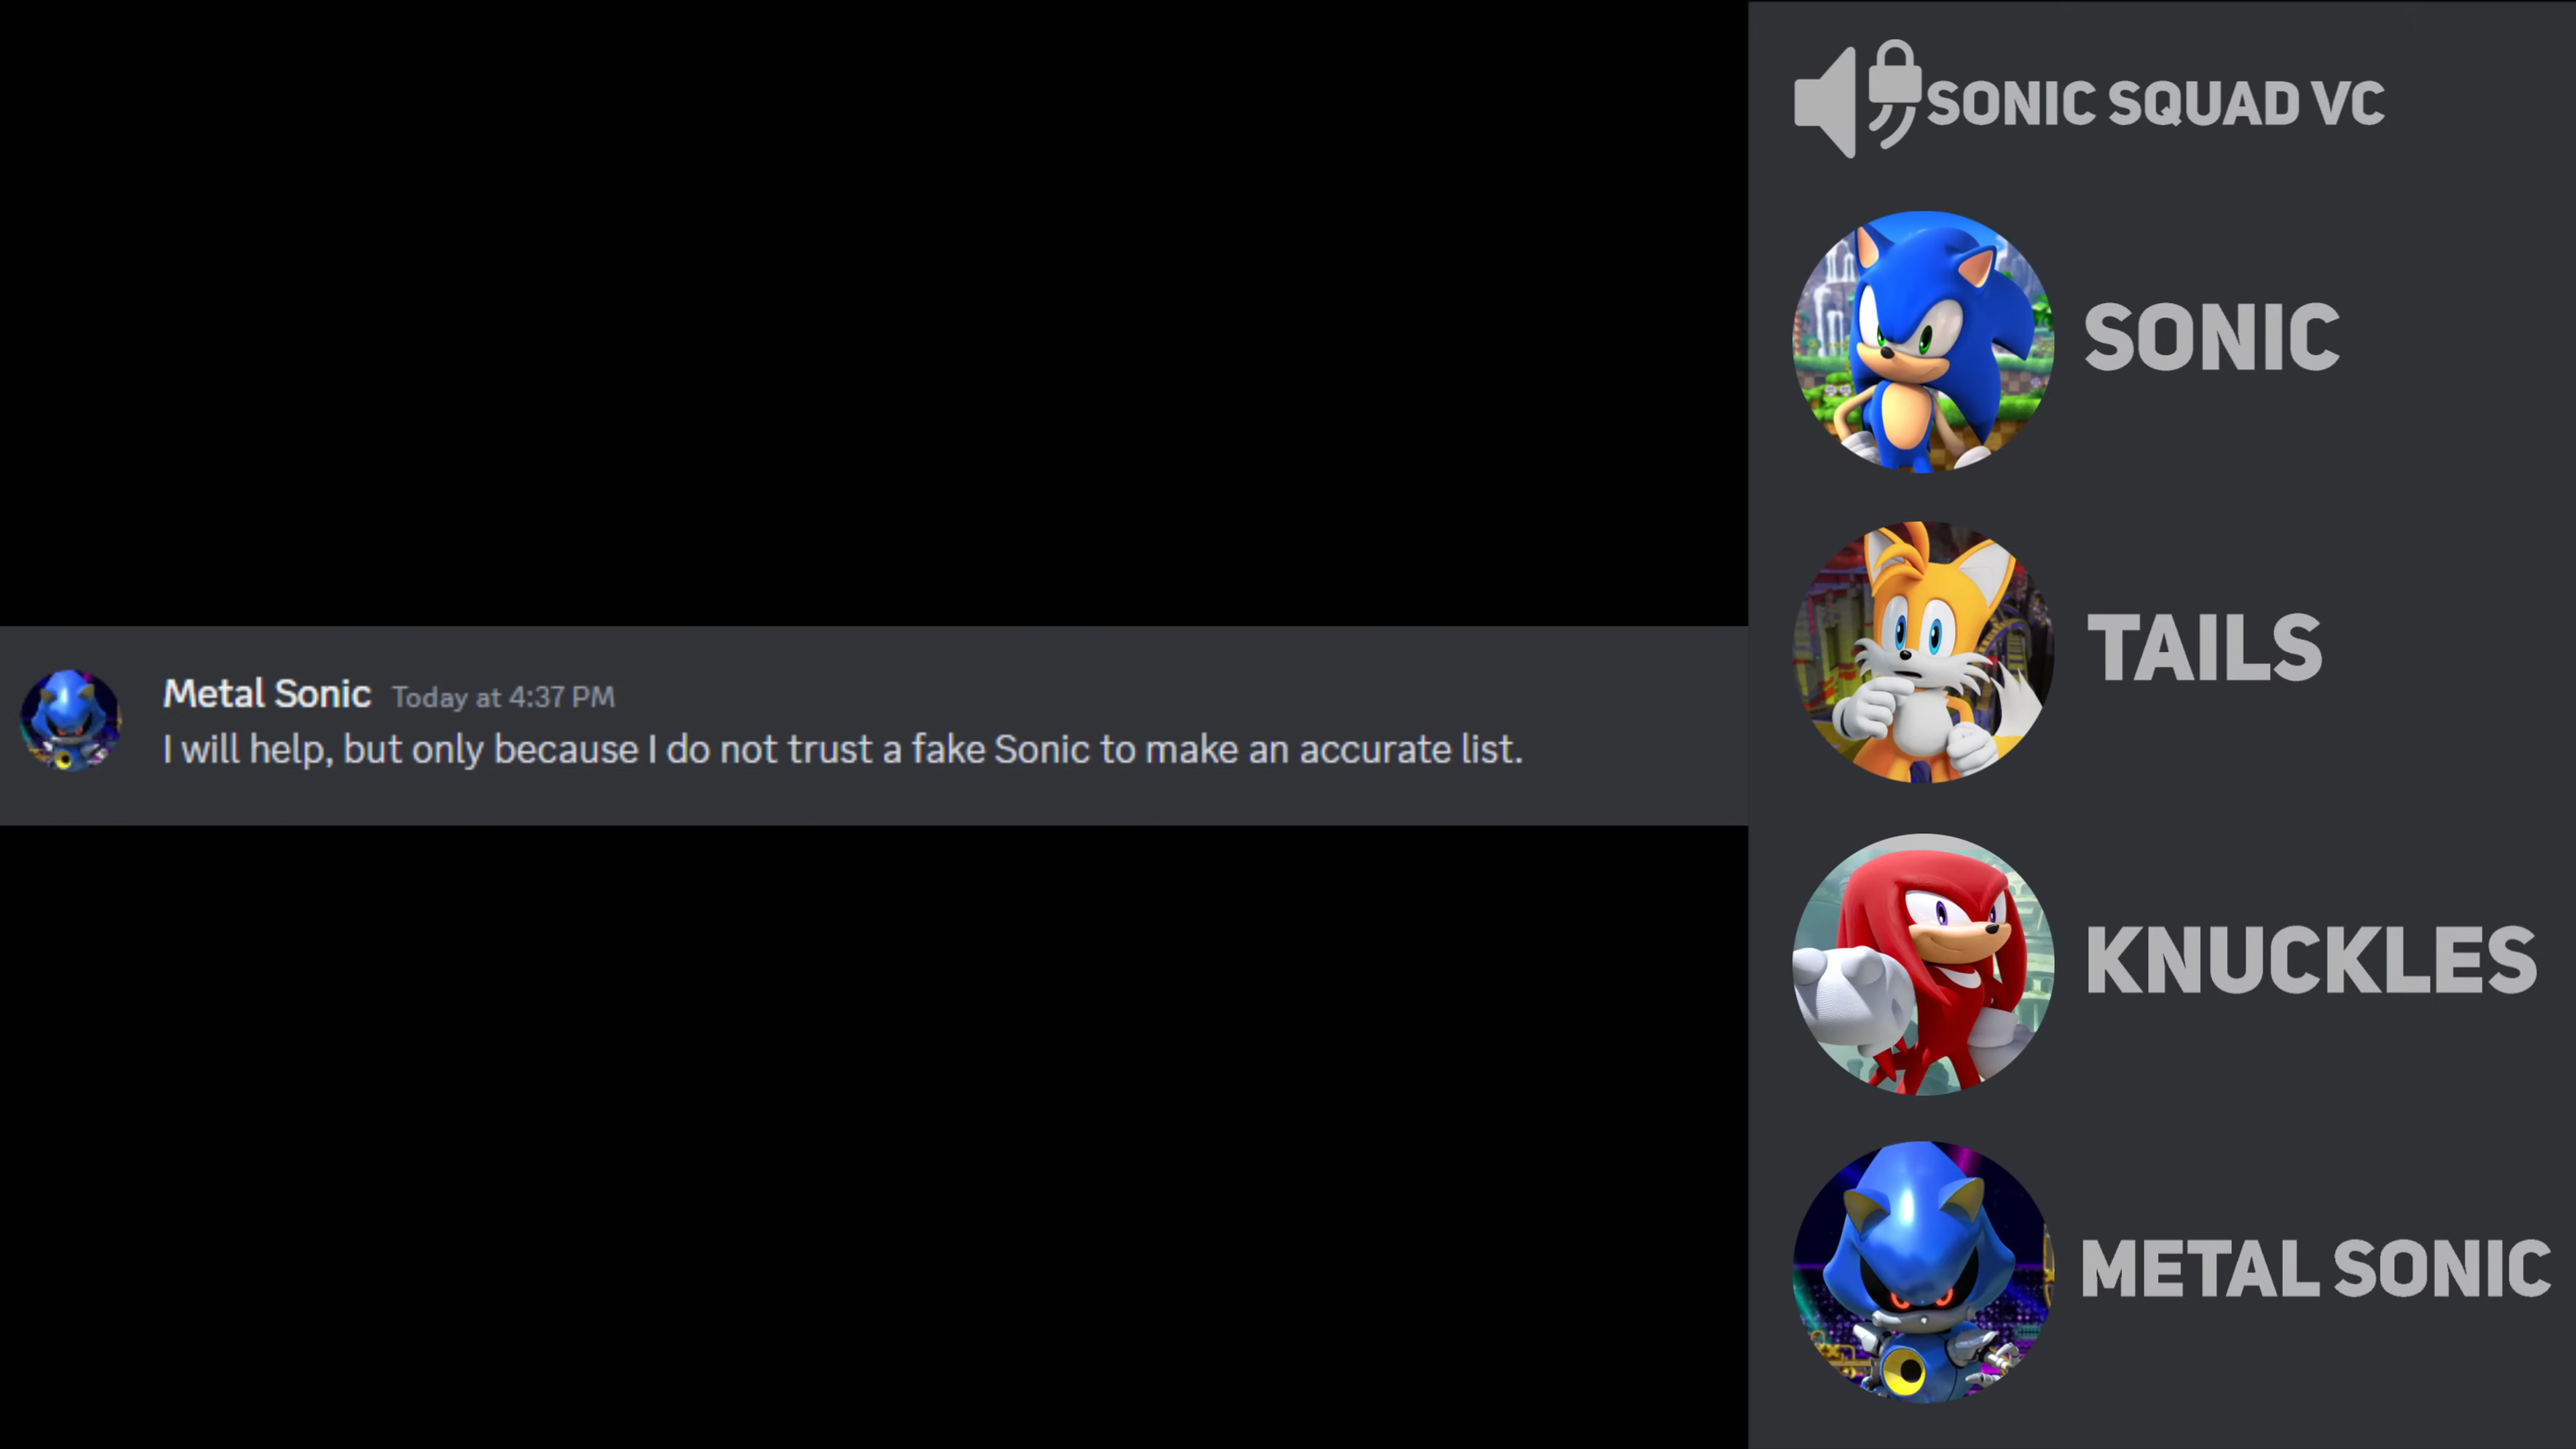 SONIC SQUAD VC
SONIC
TAILS
Metal Sonic Today at 4:37 PM
I will help, but only because I do not trust a fake Sonic to make an accurate list.
KNUCKLES
METAL SONIC